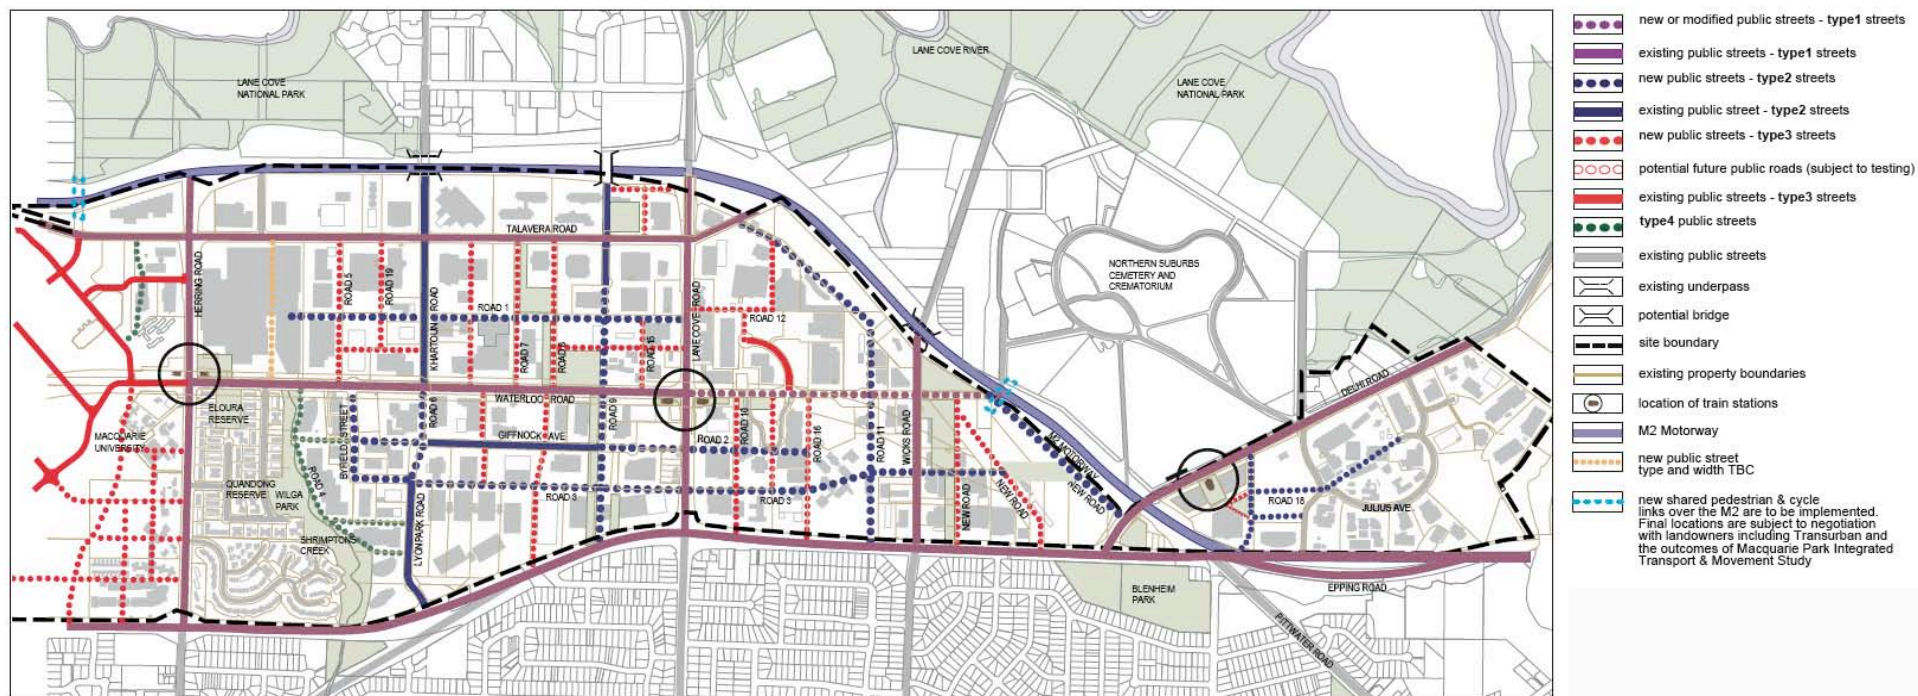 LANE COVE
NATIONAL PARK
LANE COVE RIVER
LANE COVE
NATIONAL PARK
TALAVERA ROAD
HERRING ROAD
ROAD 5
ROAD 19
KHARTOUM ROAD
ROAD 1
ROAD 7
ROAD 8
ROAD 15
LANE COVE ROAD
ROAD 12
NORTHERN SUBURBS
CEMETERY AND
CREMATORIUM
ELOURA
RESERVE
WATERLOO ROAD
BYFIELD STREET
ROAD 6
GIFFNOCK AVE
ROAD 9
ROAD 2
ROAD 10
ROAD 16
ROAD 11
WICKS ROAD
DELHI ROAD
MACQUARIE
UNIVERSITY
M2 MOTORWAY
QUANDONG
RESERVE
WILGA
PARK
ROAD 4
LYONPARK ROAD
ROAD 3
ROAD 3
NEW ROAD
NEW ROAD
NEW ROAD
ROAD 18
JULIUS AVE
SHRIMPTONS
CREEK
BLENHEIM
PARK
EPPING ROAD
PITTWATER ROAD
new or modified public streets - type1 streets
existing public streets - type1 streets
new public streets - type2 streets
existing public street - type2 streets
new public streets - type3 streets
potential future public roads (subject to testing)
existing public streets - type3 streets
type4 public streets
existing public streets
existing underpass
potential bridge
site boundary
existing property boundaries
location of train stations
M2 Motorway
new public street
type and width TBC
new shared pedestrian & cycle
links over the M2 are to be implemented.
Final locations are subject to negotiation
with landowners including Transurban and
the outcomes of Macquarie Park Integrated
Transport & Movement Study